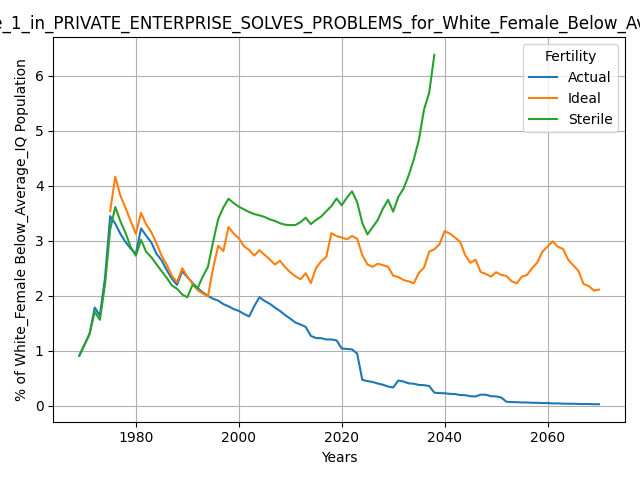 e_1_in_PRIVATE_ENTERPRISE_SOLVES_PROBLEMS_for_White_Female_Below_Av
Fertility
Actual
Ideal
Sterile
% of White_Female Below_Average_IQ Population
6
5
4
3
2
1
0
1980 2000 2020 2040 2060
Years